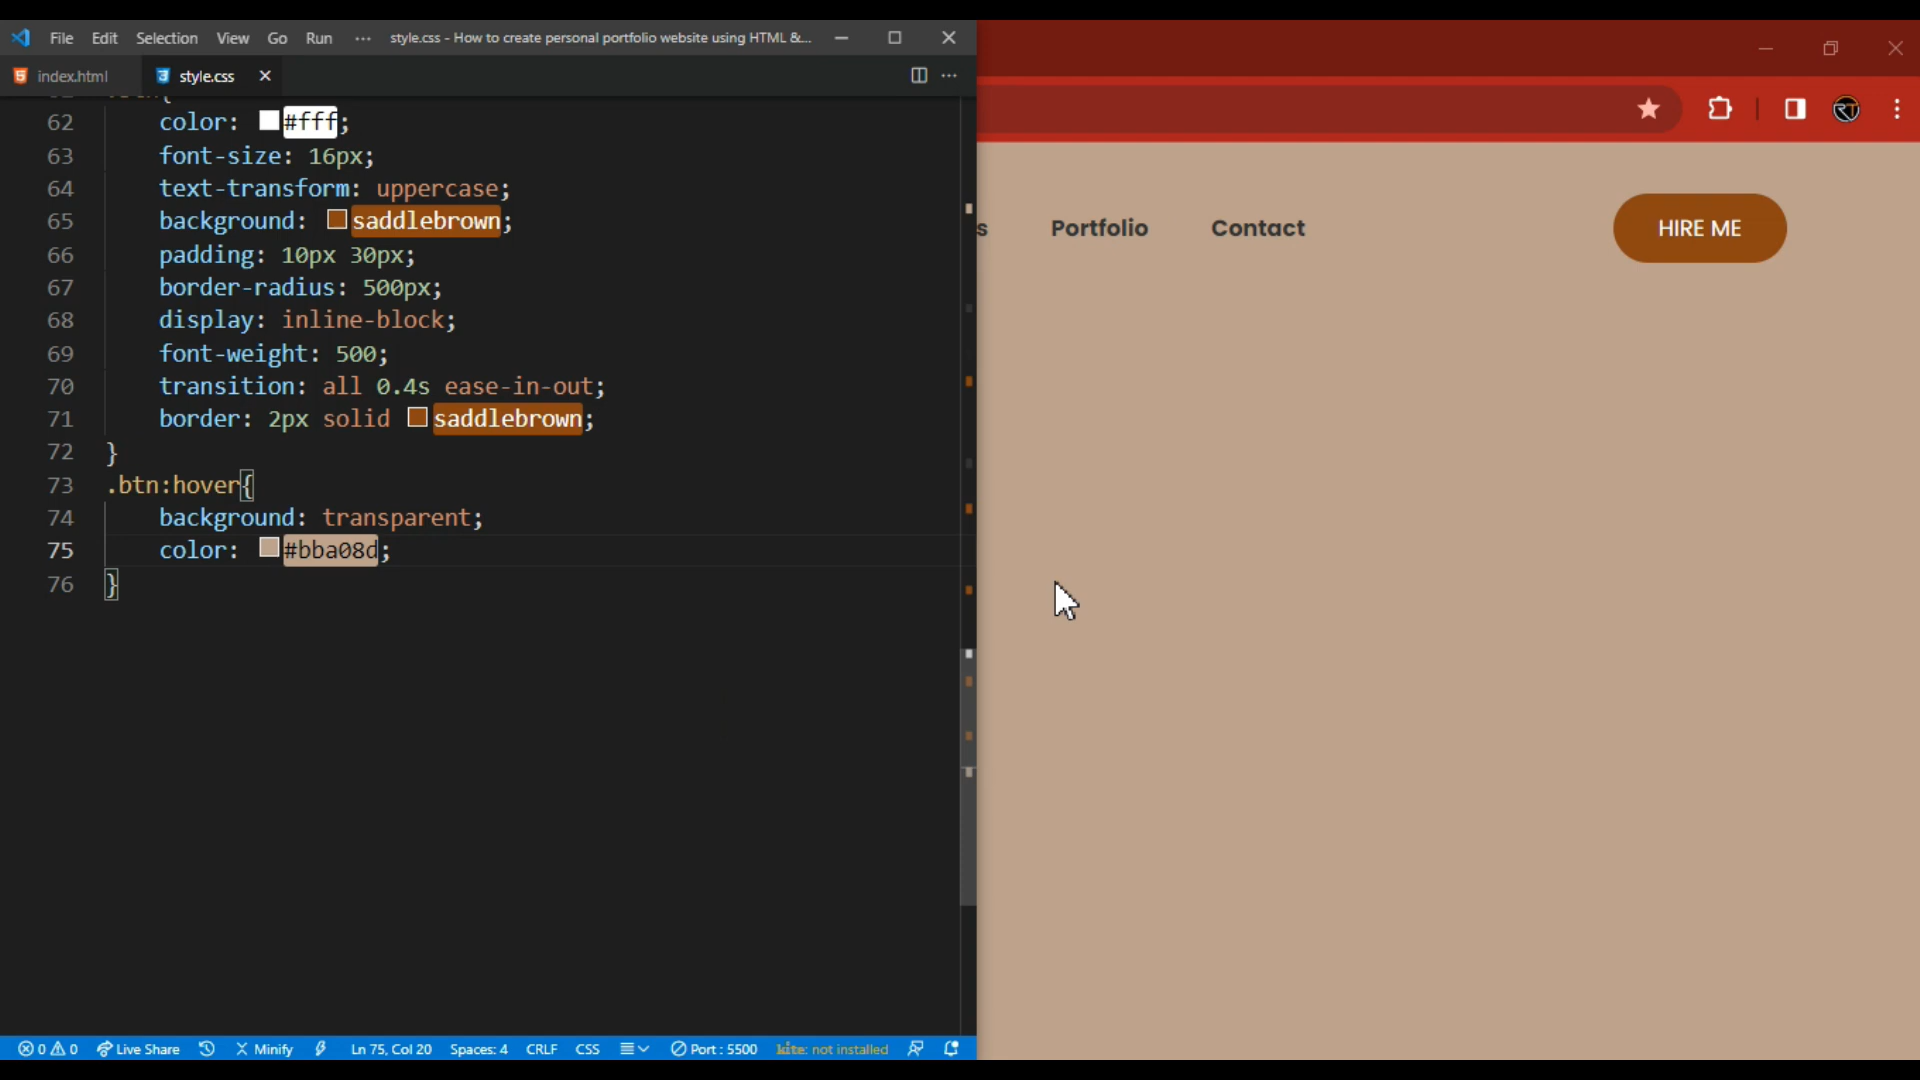 File Edit Selection View Go Run ··· style.css - How to create personal portfolio website using HTML &...
index.html style.css
62 color: #fff;
63 font-size: 16px;
64 text-transform: uppercase;
65 background: saddlebrown;
66 padding: 10px 30px;
67 border-radius: 500px;
68 display: inline-block;
69 font-weight: 500;
70 transition: all 0.4s ease-in-out;
71 border: 2px solid saddlebrown;
72 }
73 .btn:hover{
74 background: transparent;
75 color: #bba08d;
76 }
0 0 Live Share Minify Ln 75, Col 20 Spaces: 4 CRLF CSS Port : 5500 kite: not installed
RT
s Portfolio Contact HIRE ME